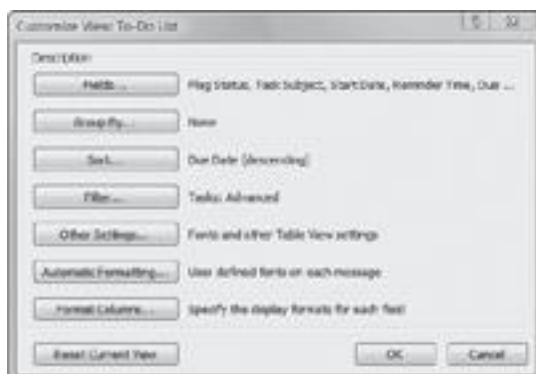 Customize View: To-Do List
Description
Fields... Flag Status, Task Subject, Start Date, Reminder Time, Due ...
Group By... None
Sort... Due Date (descending)
Filter... Tasks: Advanced
Other Settings... Fonts and other Table View settings
Automatic Formatting... User defined fonts on each message
Format Columns... Specify the display formats for each field
Reset Current View OK Cancel